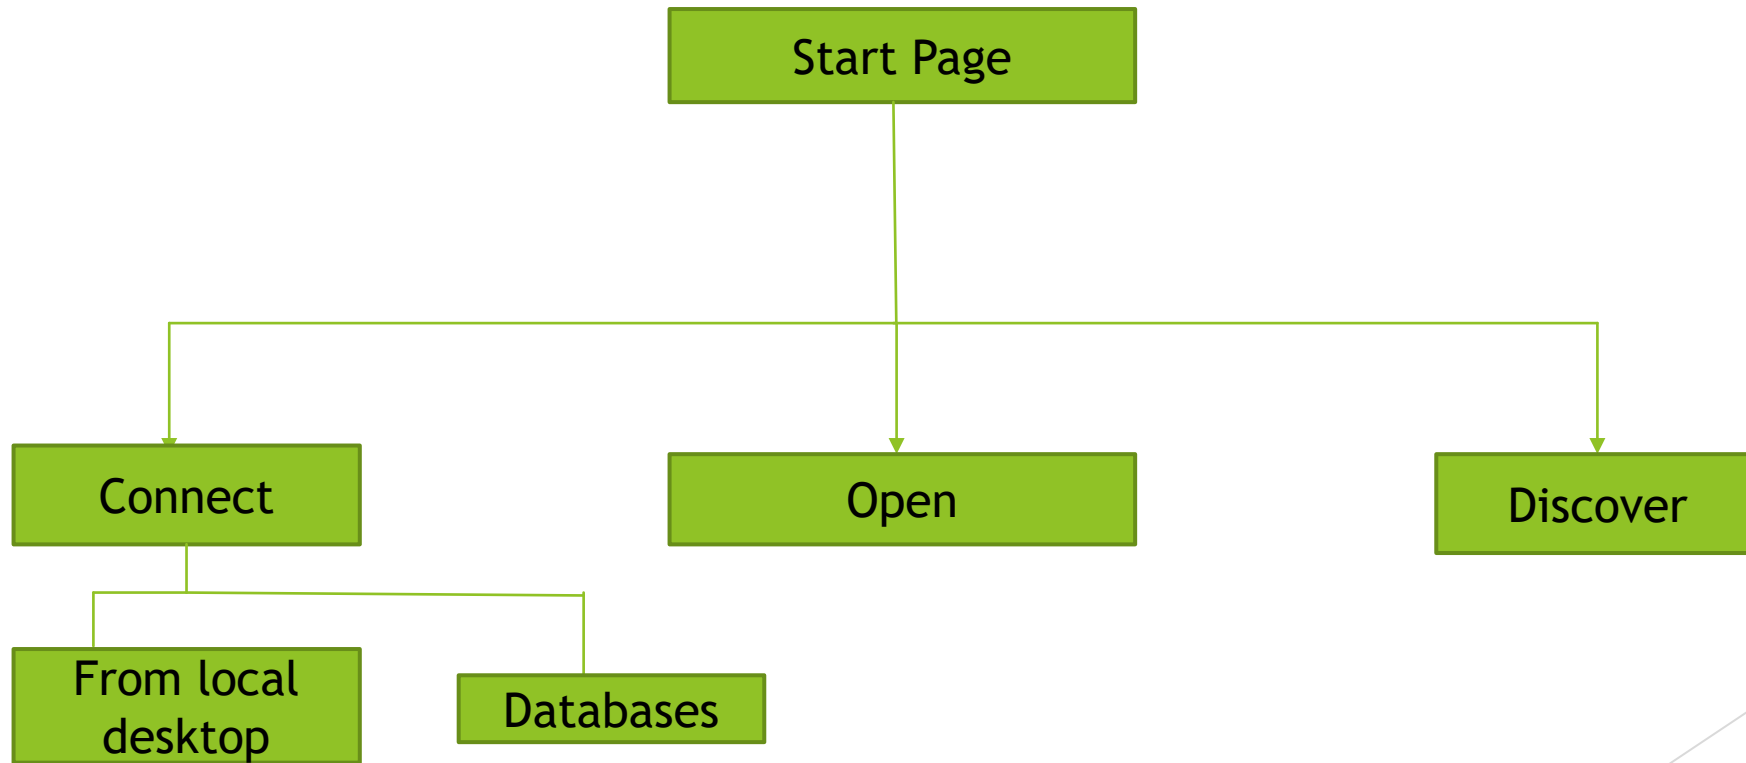 Start Page
Connect
Open
Discover
From local
desktop
Databases